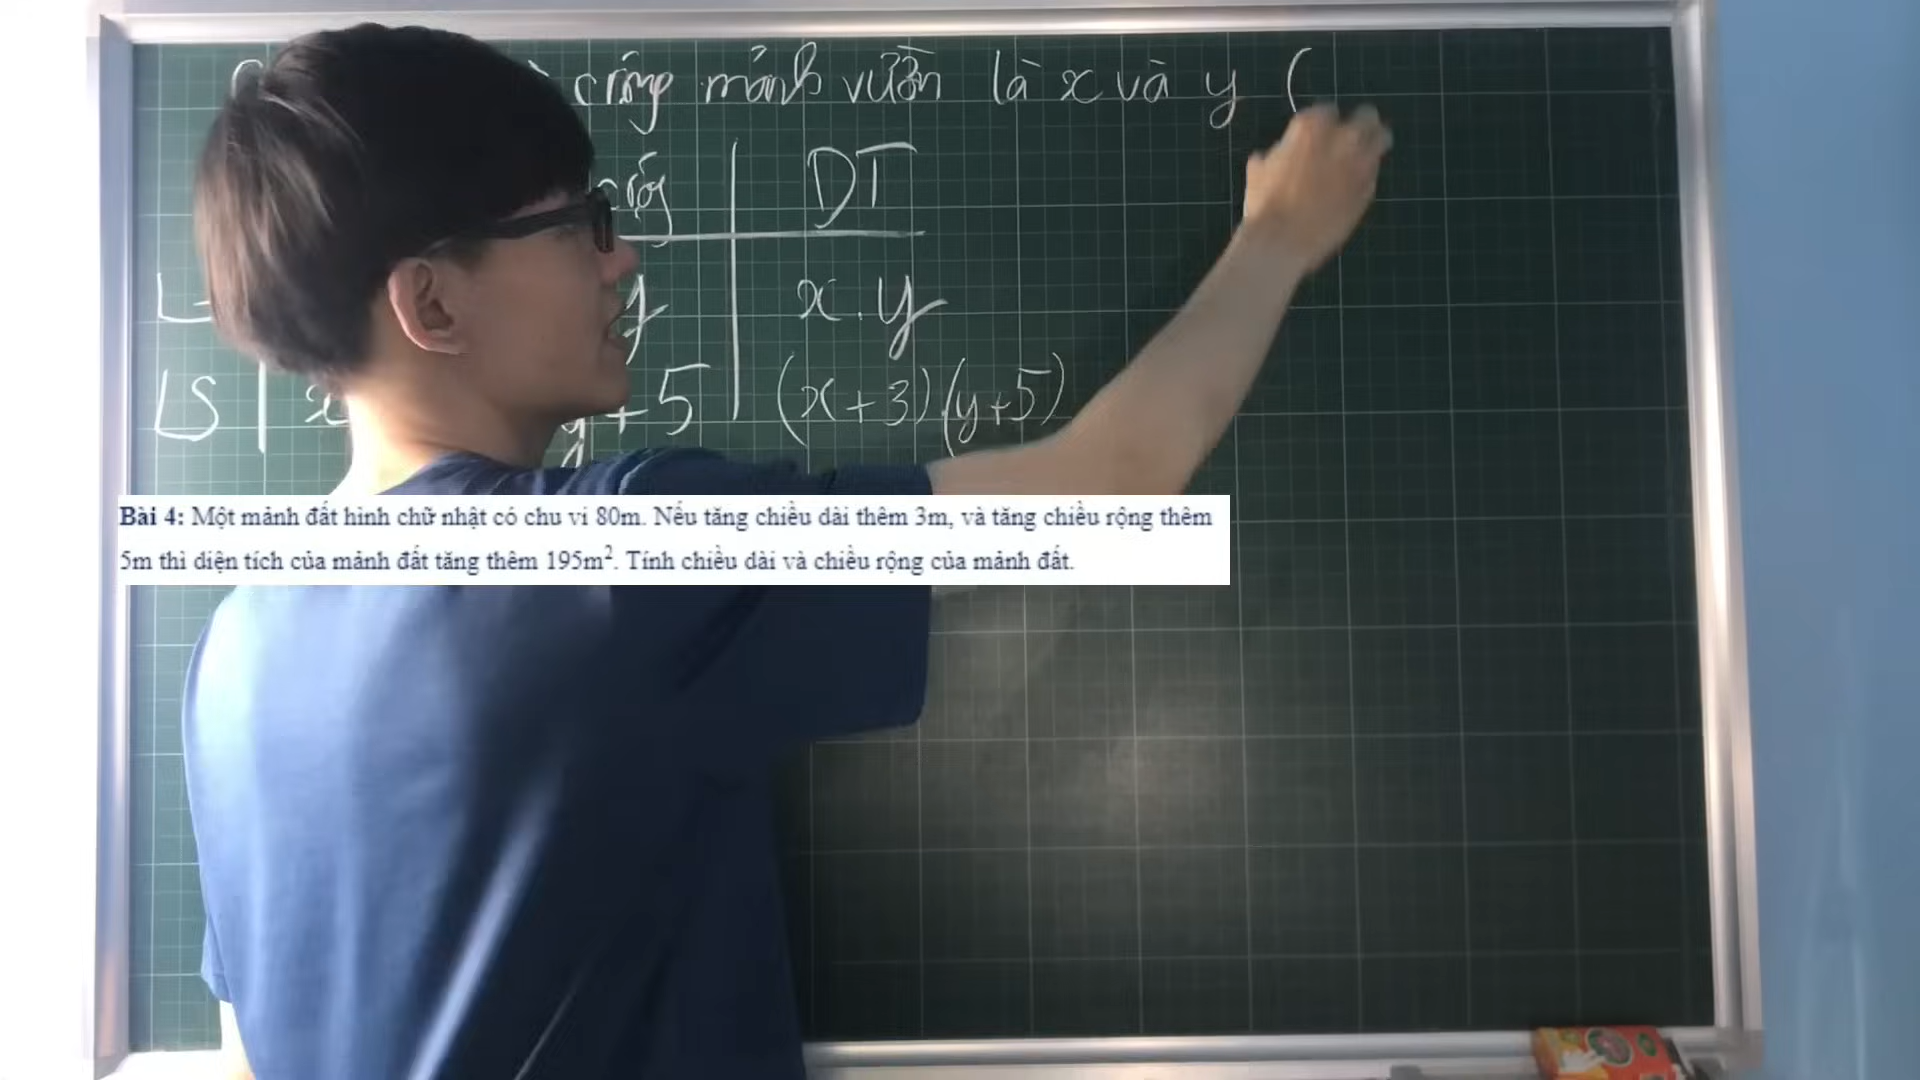 rộng mảnh vườn là x và y (
rộng DT
L y x.y
LS x y+5 (x+3).(y+5)
Bài 4: Một mảnh đất hình chữ nhật có chu vi 80m. Nếu tăng chiều dài thêm 3m, và tăng chiều rộng thêm
5m thì diện tích của mảnh đất tăng thêm 195m². Tính chiều dài và chiều rộng của mảnh đất.